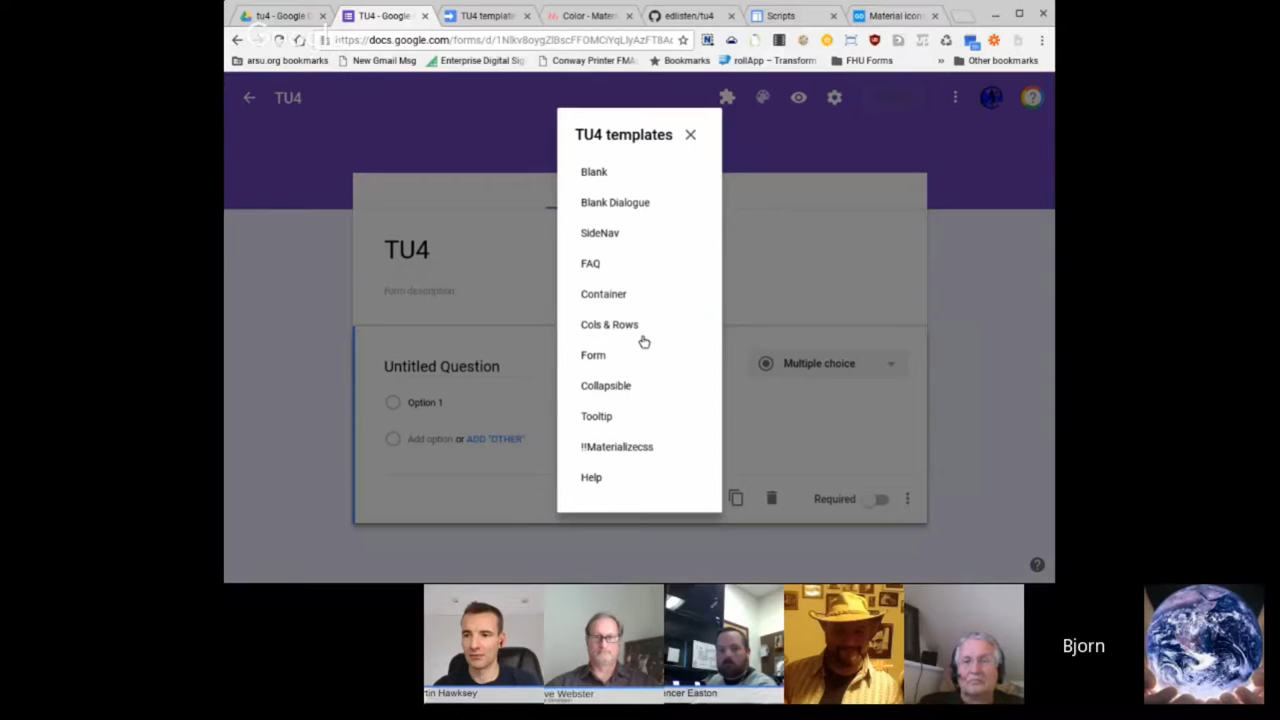 tu4 - Google D
TU4 - Google
TU4 template
Color - Mater
edlisten/tu4
Scripts
Material icon
https://docs.google.com/forms/d/
arsu.org bookmarks
New Gmail Msg
Enterprise Digital Sig
Conway Printer FMA
Bookmarks
rollApp – Transform
FHU Forms
»
Other bookmarks
TU4
TU4 templates
Blank
Blank Dialogue
SideNav
FAQ
Container
Cols & Rows
Form
Collapsible
Tooltip
!!Materializecss
Help
TU4
Form description
Untitled Question
Multiple choice
Option 1
Add option or ADD "OTHER"
Required
Bjorn
rtin Hawksey
ve Webster
encer Easton